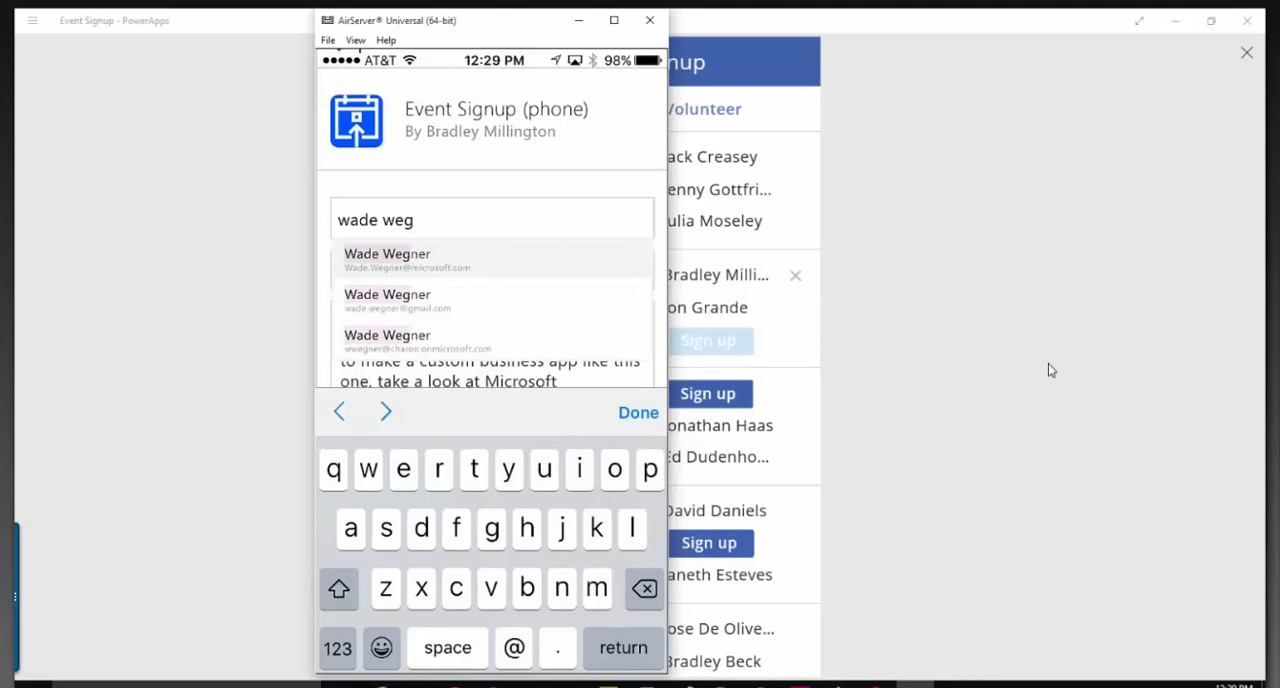 Event Signup - PowerApps
AirServer® Universal (64-bit)
File View Help
AT&T 12:29 PM 98%
Event Signup (phone)
By Bradley Millington
wade weg
Wade Wegner
Wade.Wegner@microsoft.com
Wade Wegner
wade.wegner@gmail.com
Wade Wegner
wwegner@charon.onmicrosoft.com
to make a custom business app like this
one, take a look at Microsoft
Done
q w e r t y u i o p
a s d f g h j k l
z x c v b n m
123 space @ . return
nup
Volunteer
ack Creasey
enny Gottfri...
ulia Moseley
Bradley Milli...
on Grande
Sign up
Sign up
onathan Haas
Ed Dudenho...
David Daniels
Sign up
aneth Esteves
ose De Olive...
Bradley Beck